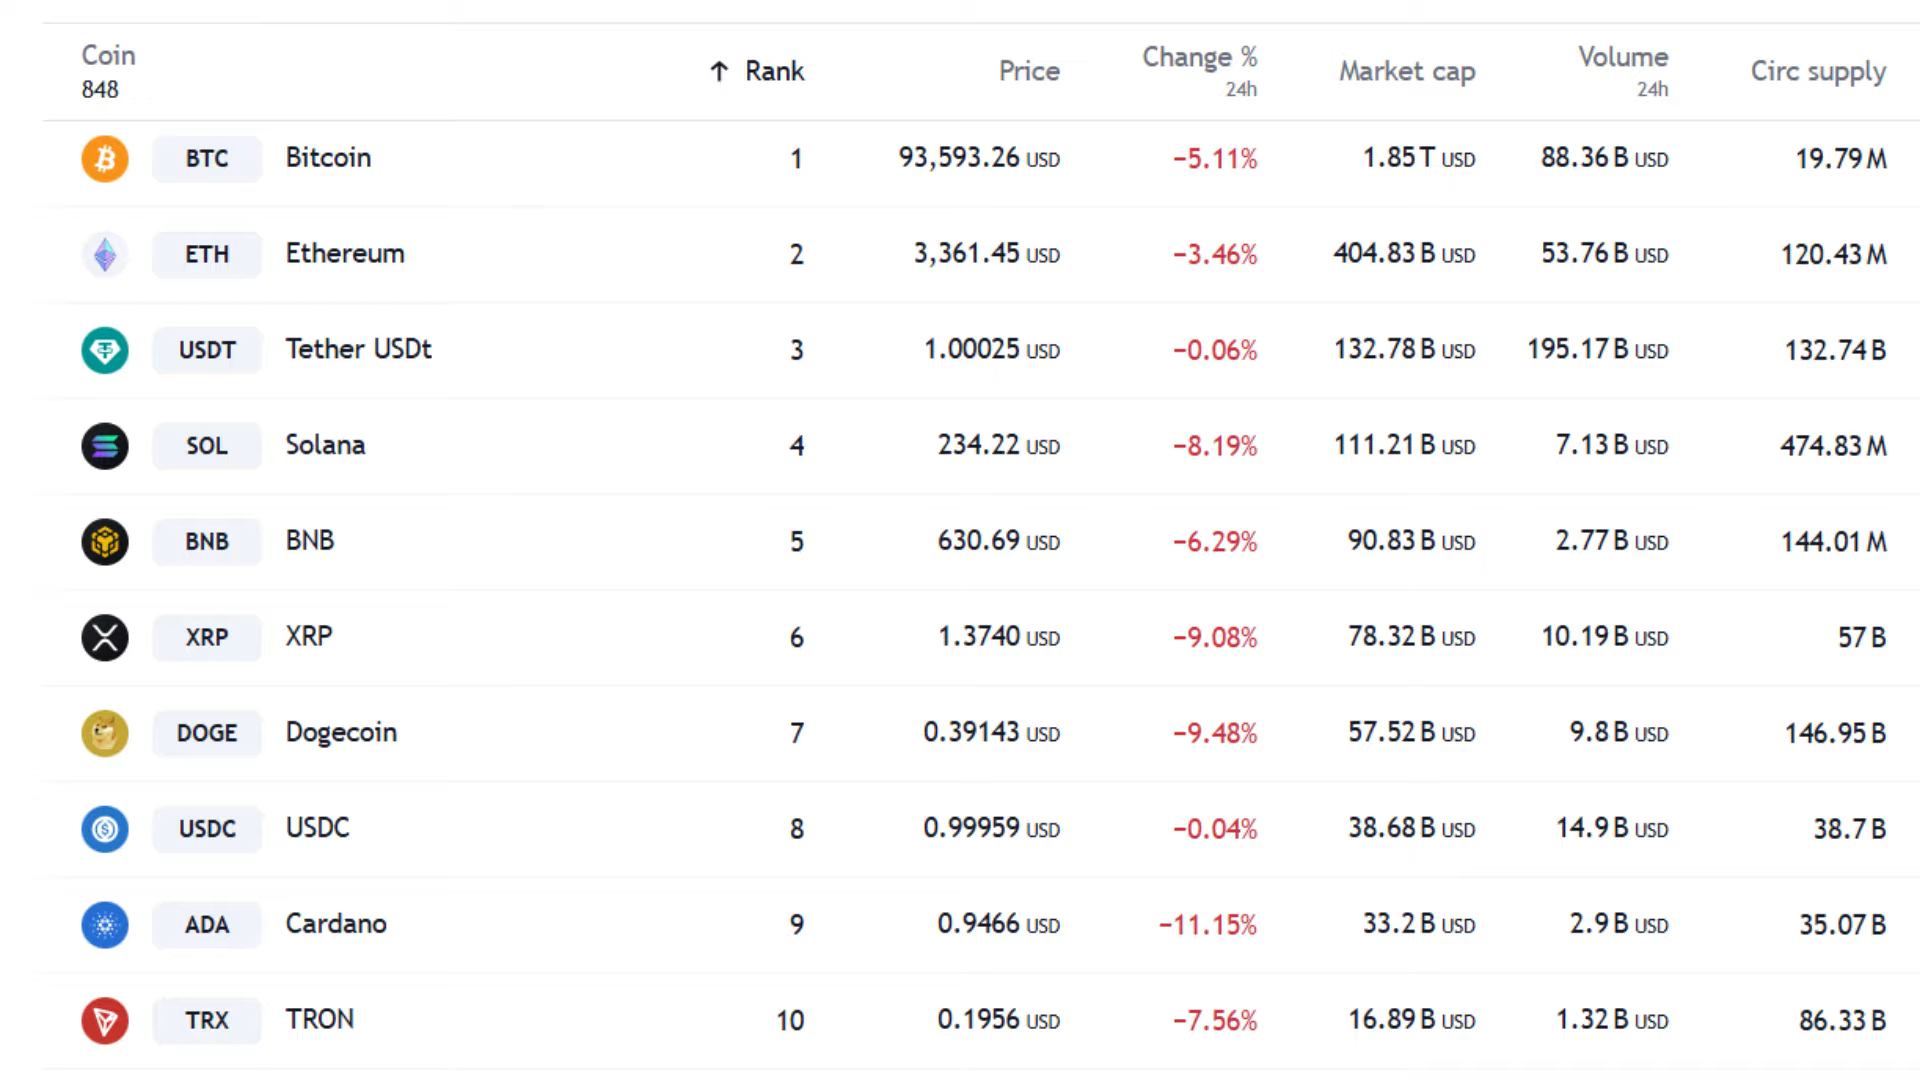 Coin
848
↑ Rank
Price
Change %
24h
Market cap
Volume
24h
Circ supply
BTC Bitcoin 1 93,593.26 USD −5.11% 1.85 T USD 88.36 B USD 19.79 M
ETH Ethereum 2 3,361.45 USD −3.46% 404.83 B USD 53.76 B USD 120.43 M
USDT Tether USDt 3 1.00025 USD −0.06% 132.78 B USD 195.17 B USD 132.74 B
SOL Solana 4 234.22 USD −8.19% 111.21 B USD 7.13 B USD 474.83 M
BNB BNB 5 630.69 USD −6.29% 90.83 B USD 2.77 B USD 144.01 M
XRP XRP 6 1.3740 USD −9.08% 78.32 B USD 10.19 B USD 57 B
DOGE Dogecoin 7 0.39143 USD −9.48% 57.52 B USD 9.8 B USD 146.95 B
USDC USDC 8 0.99959 USD −0.04% 38.68 B USD 14.9 B USD 38.7 B
ADA Cardano 9 0.9466 USD −11.15% 33.2 B USD 2.9 B USD 35.07 B
TRX TRON 10 0.1956 USD −7.56% 16.89 B USD 1.32 B USD 86.33 B